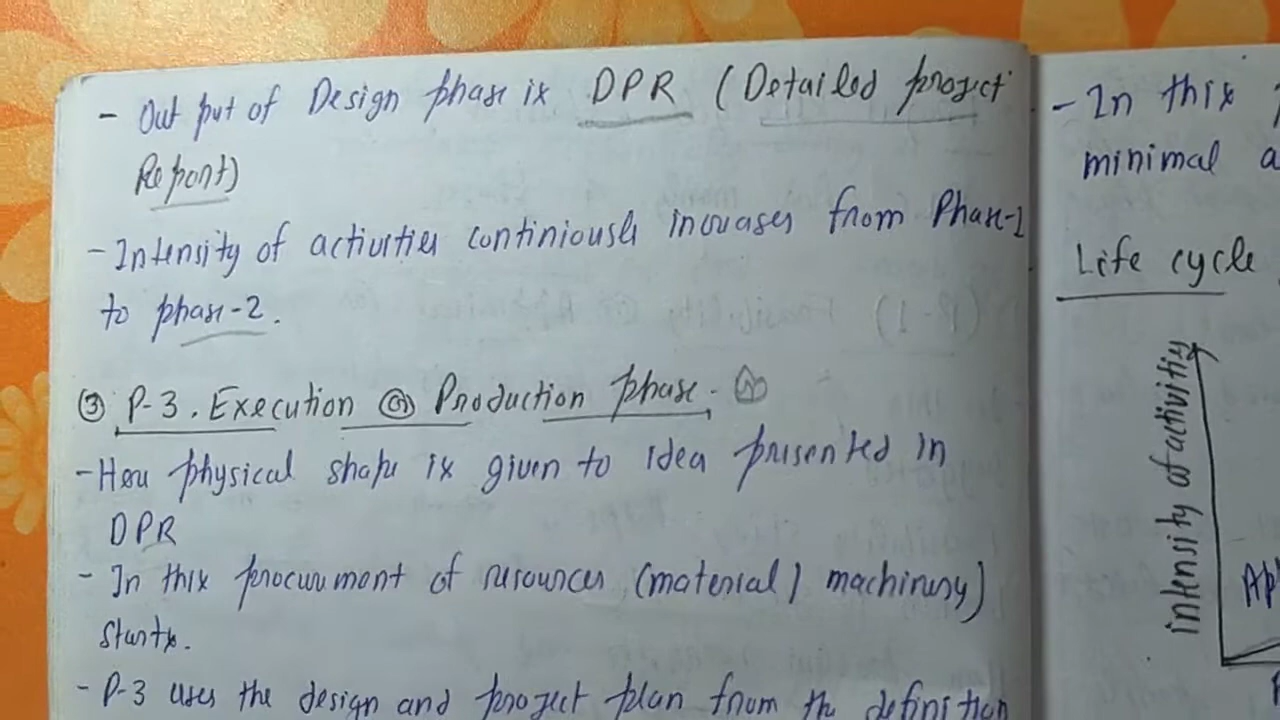 - Out put of Design phase is DPR (Detailed project
Report)
- Intensity of activities continiously increases from Phase-1
to phase-2.
③ P-3. Execution or Production phase.
- Here physical shape is given to idea presented in
DPR
- In this procurement of resources (material / machinery)
starts.
- P-3 uses the design and project plan from the definition
- In this
minimal a
Life cycle
intensity of activity